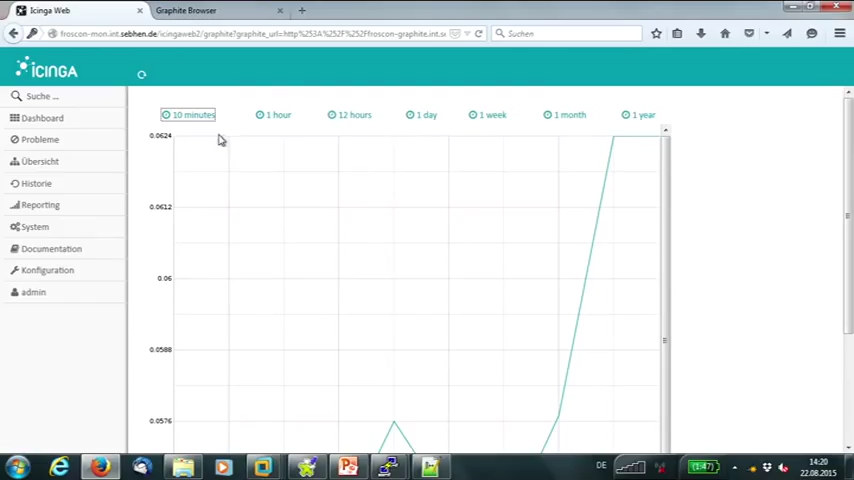 Icinga Web
Graphite Browser
froscon-mon.int.sebhen.de/icingaweb2/graphite?graphite_url=http%253A%252F%252Ffroscon-graphite.int.se
Suchen
icinga
Suche ...
10 minutes
1 hour
12 hours
1 day
1 week
1 month
1 year
Dashboard
Probleme
Übersicht
Historie
Reporting
System
Documentation
Konfiguration
admin
0.0624
0.0612
0.06
0.0588
0.0576
DE
(1:47)
14:20
22.08.2015